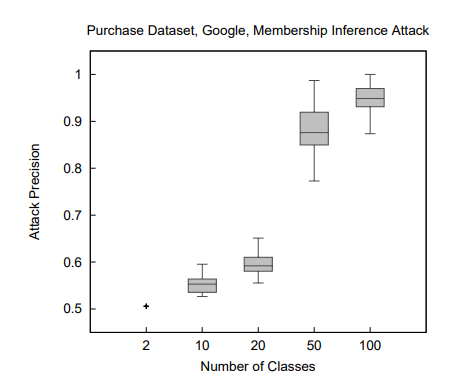 Purchase Dataset, Google, Membership Inference Attack
1
0.9
0.8
0.7
0.6
0.5
Attack Precision
2 10 20 50 100
Number of Classes